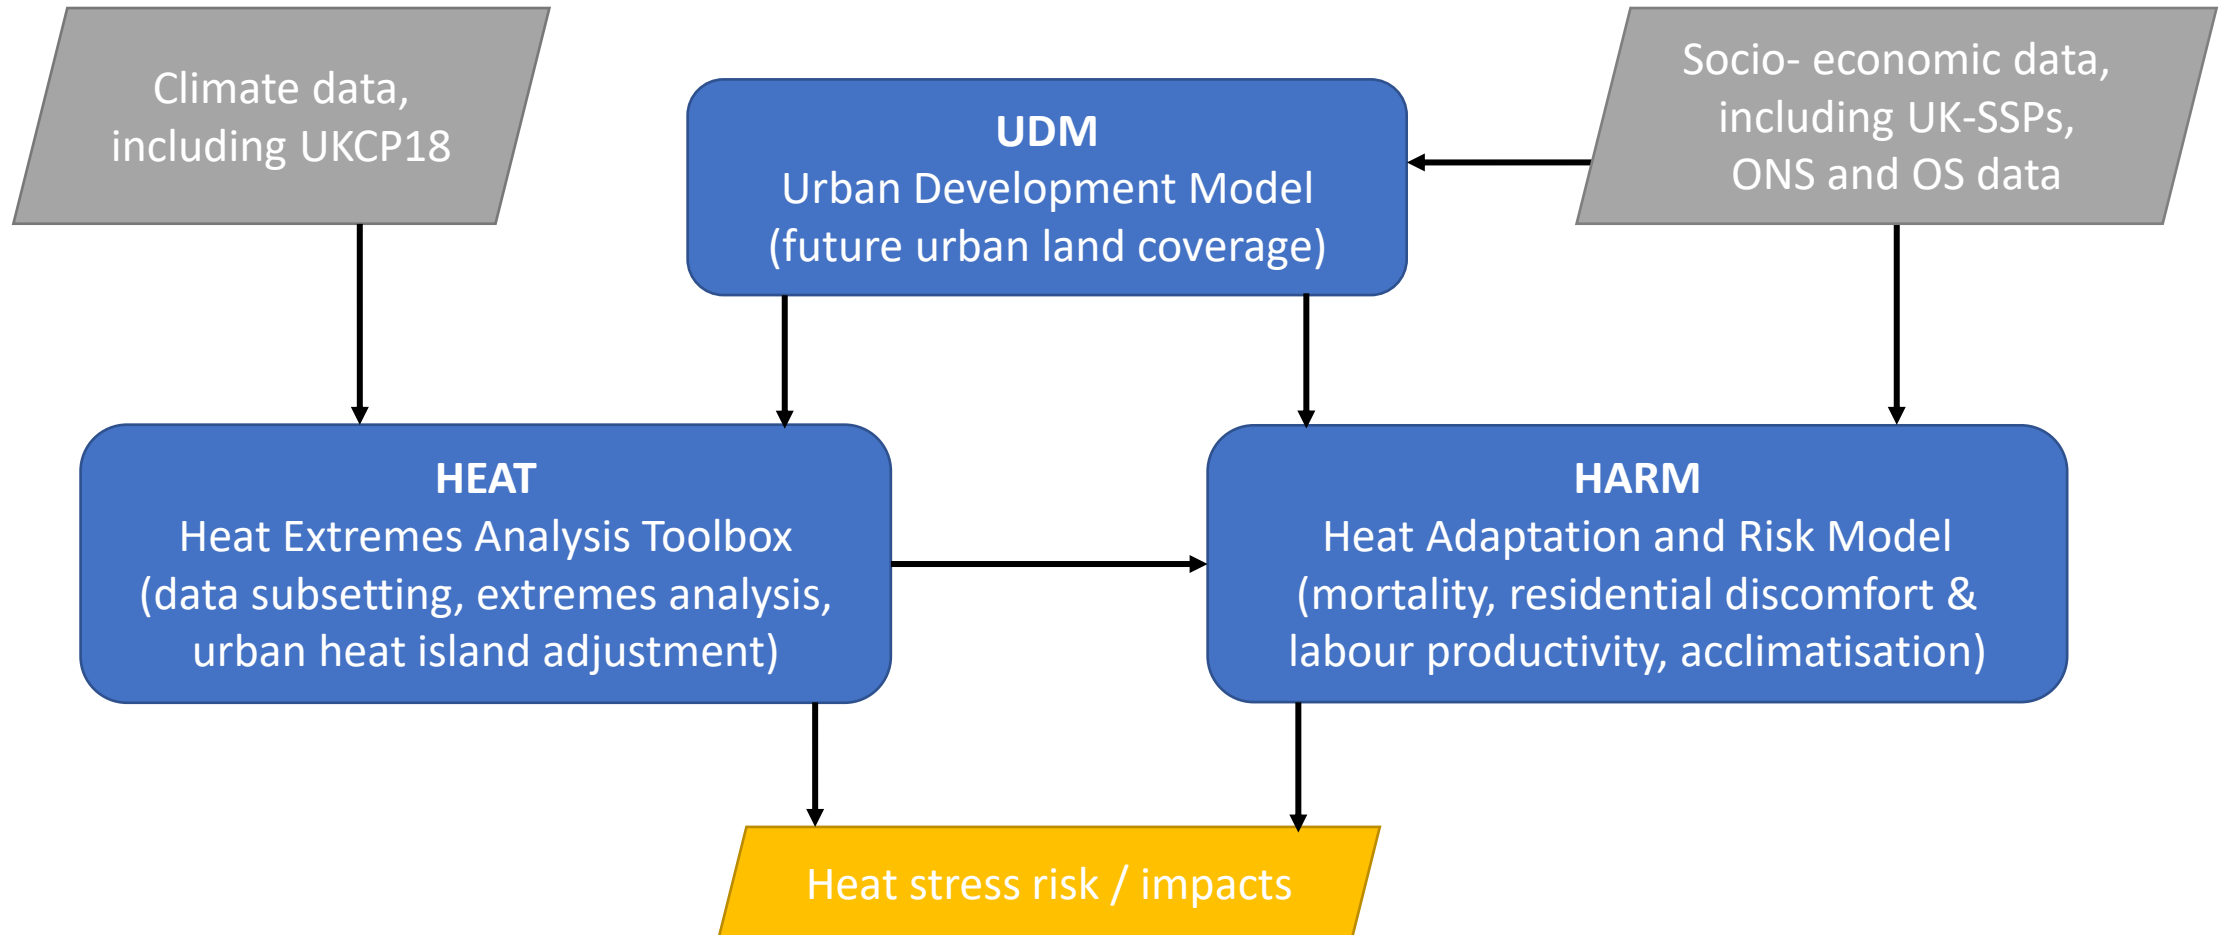 Climate data,
including UKCP18
UDM
Urban Development Model
(future urban land coverage)
Socio- economic data,
including UK-SSPs,
ONS and OS data
HEAT
Heat Extremes Analysis Toolbox
(data subsetting, extremes analysis,
urban heat island adjustment)
HARM
Heat Adaptation and Risk Model
(mortality, residential discomfort &
labour productivity, acclimatisation)
Heat stress risk / impacts